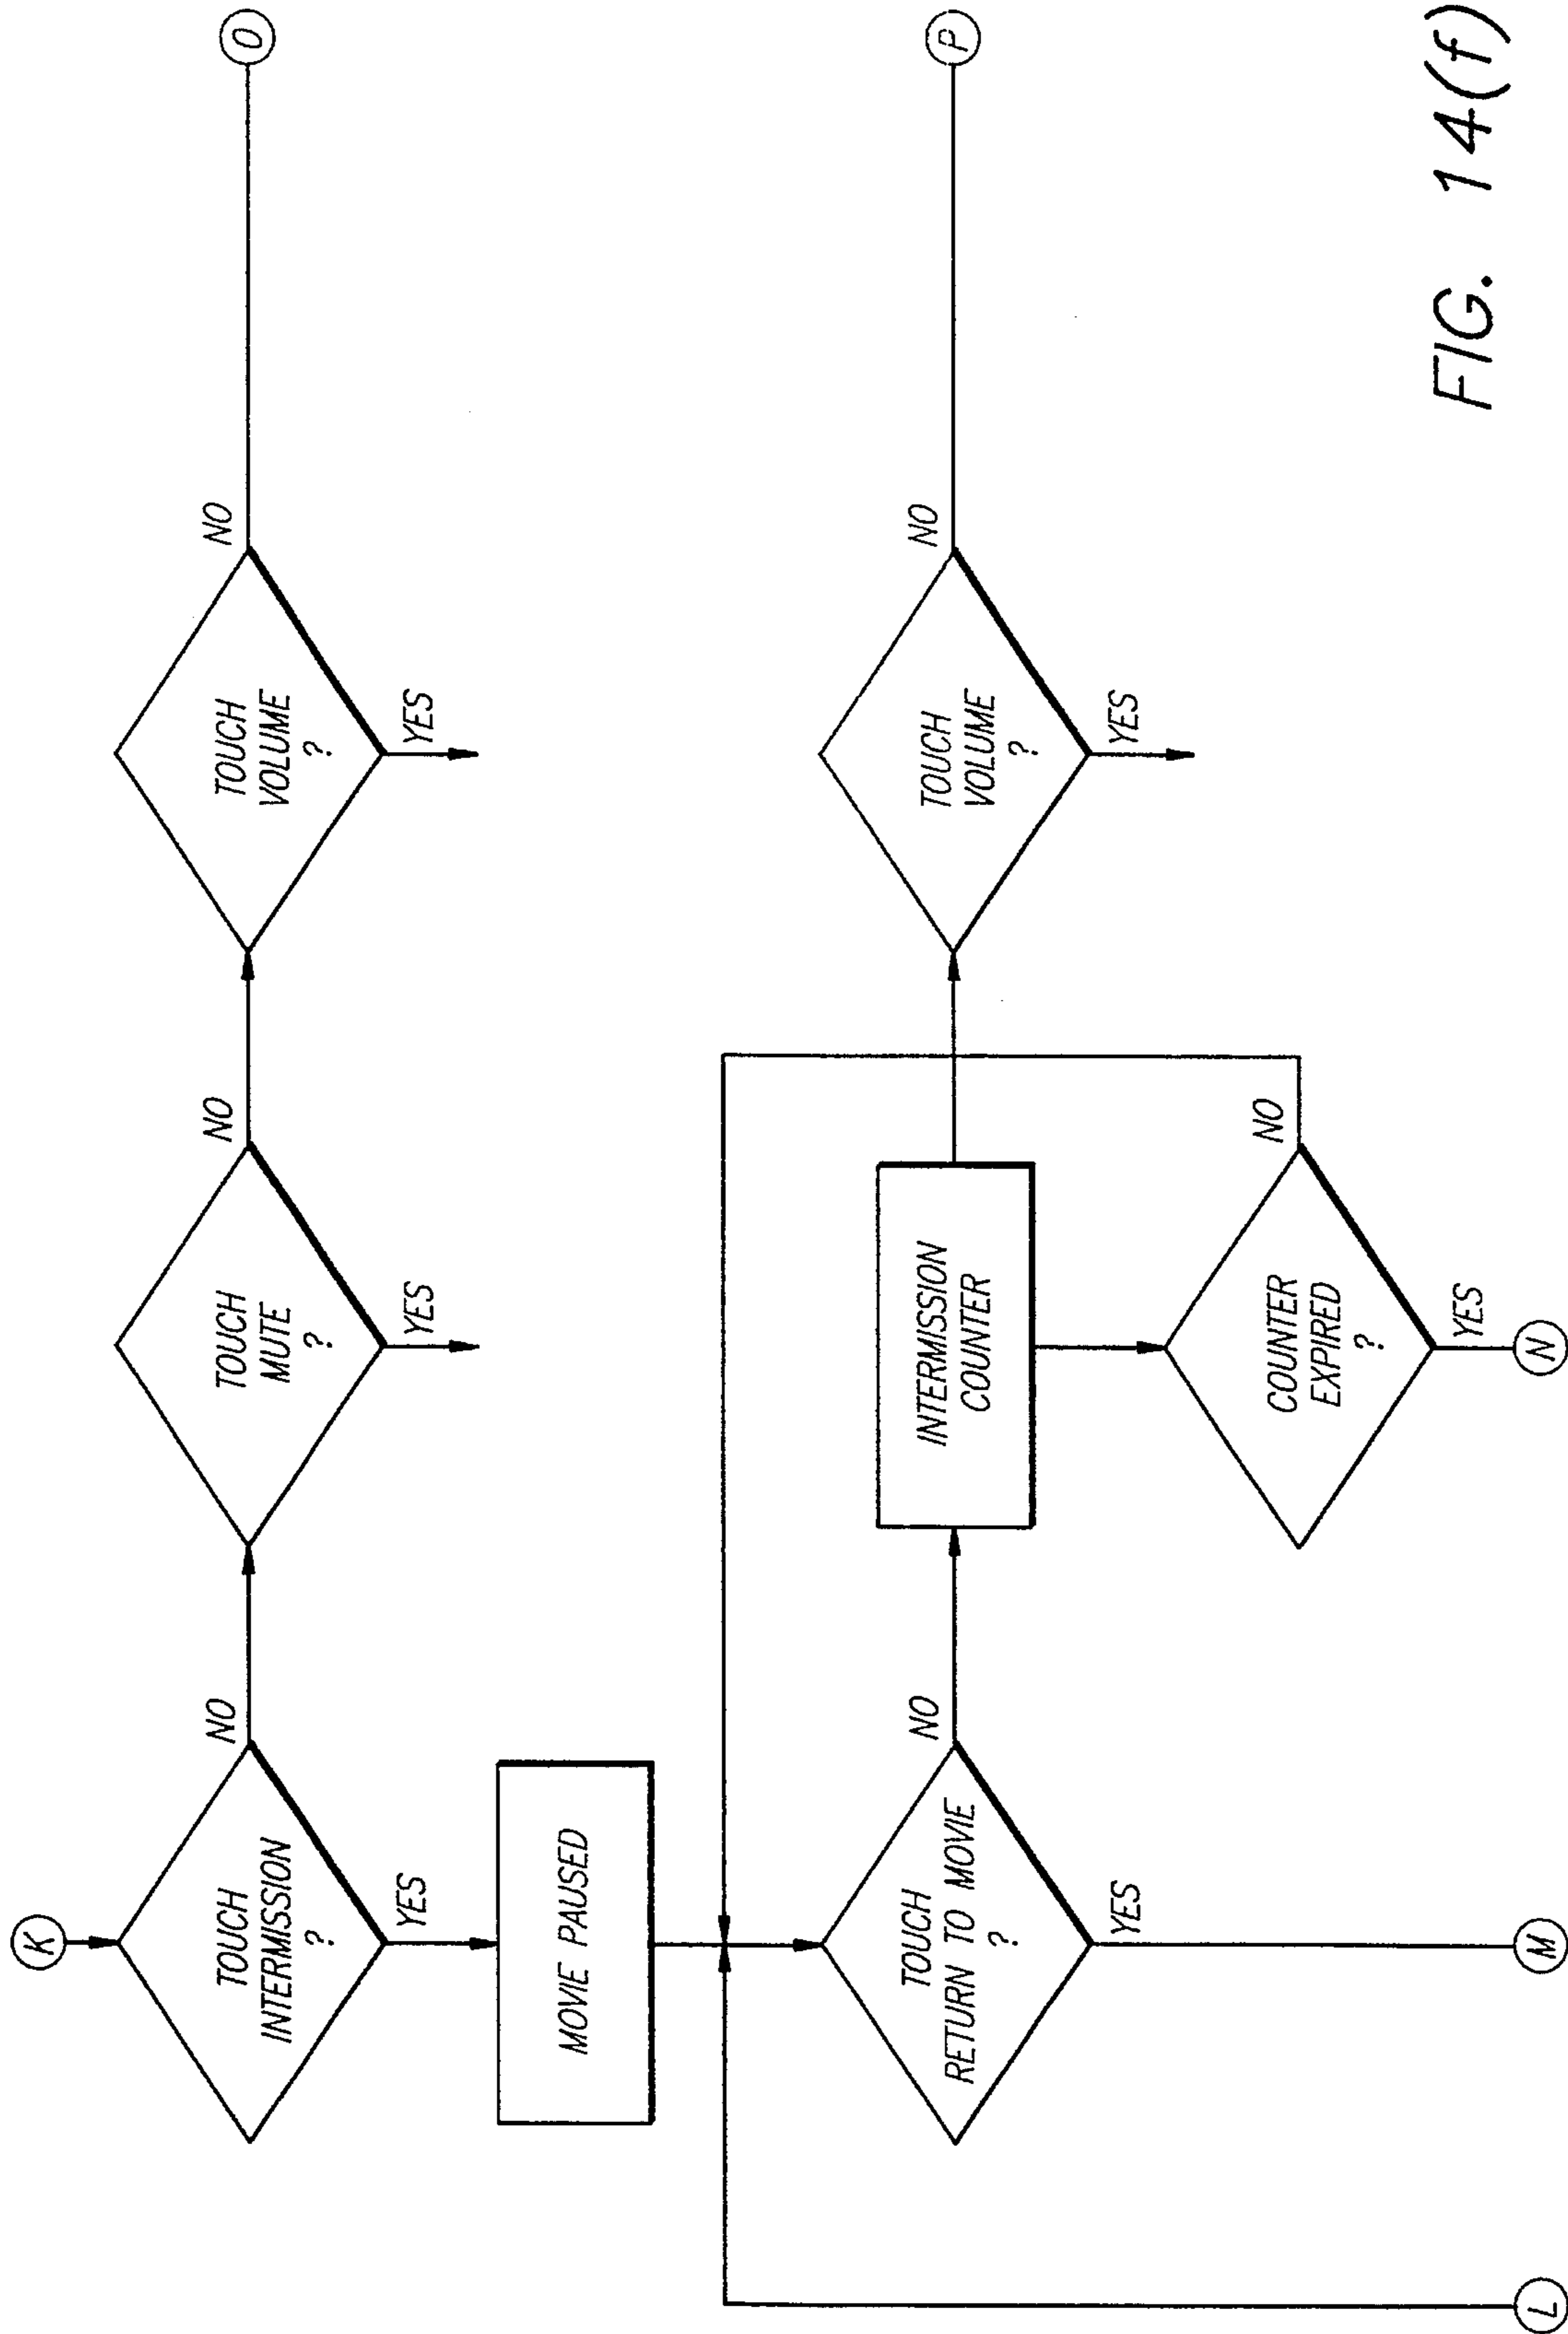 K
TOUCH
INTERMISSION
?
NO
YES
TOUCH
MUTE
?
NO
YES
TOUCH
VOLUME
?
NO
YES
O
MOVIE PAUSED
TOUCH
RETURN TO MOVIE
?
NO
YES
INTERMISSION
COUNTER
TOUCH
VOLUME
?
NO
YES
P
COUNTER
EXPIRED
?
NO
YES
L
M
N
FIG. 14(f)